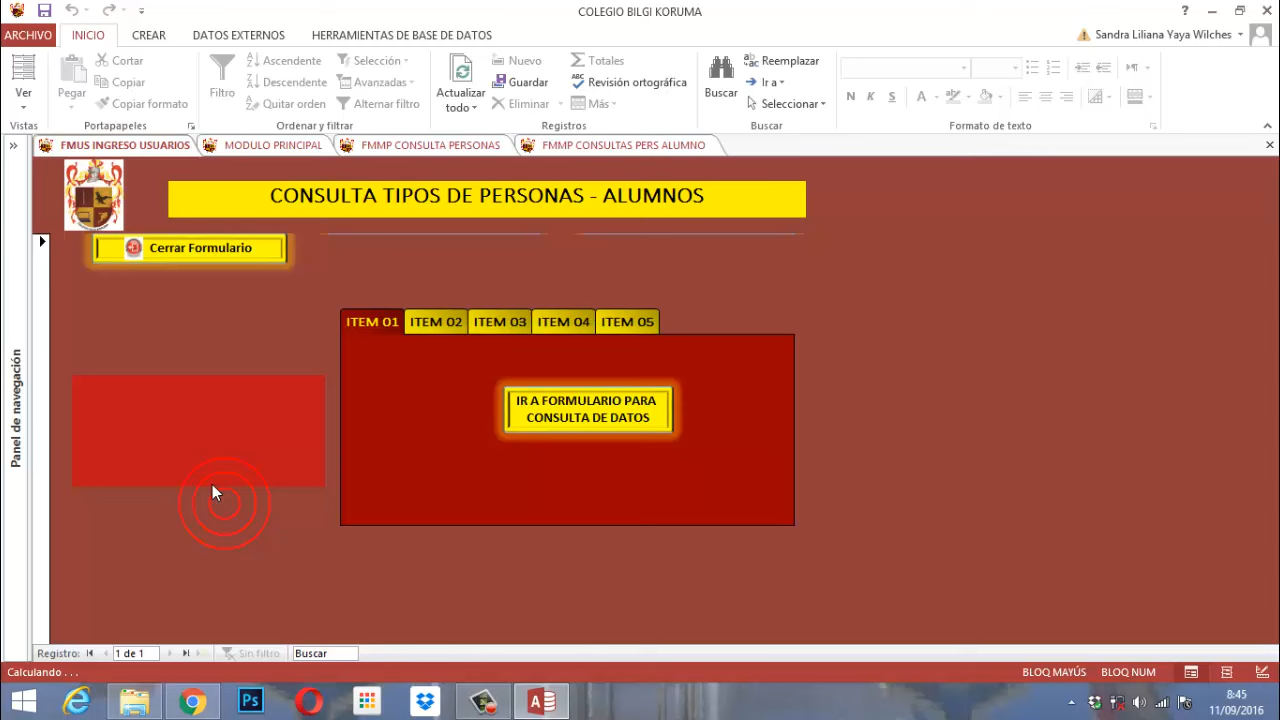 COLEGIO BILGI KORUMA
?
ARCHIVO INICIO CREAR DATOS EXTERNOS HERRAMIENTAS DE BASE DE DATOS Sandra Liliana Yaya Wilches
Ver
Vistas
Pegar
Cortar
Copiar
Copiar formato
Portapapeles
Filtro
Ascendente
Descendente
Quitar orden
Selección
Avanzadas
Alternar filtro
Ordenar y filtrar
Actualizar
todo
Nuevo
Guardar
Eliminar
Totales
Revisión ortográfica
Más
Registros
Buscar
Reemplazar
Ir a
Seleccionar
Buscar
N K S A
Formato de texto
FMUS INGRESO USUARIOS MODULO PRINCIPAL FMMP CONSULTA PERSONAS FMMP CONSULTAS PERS ALUMNO
CONSULTA TIPOS DE PERSONAS - ALUMNOS
Cerrar Formulario
ITEM 01 ITEM 02 ITEM 03 ITEM 04 ITEM 05
IR A FORMULARIO PARA
CONSULTA DE DATOS
Panel de navegación
Registro: 1 de 1 Sin filtro Buscar
Calculando . . . BLOQ MAYÚS BLOQ NUM
Ps
8:45
11/09/2016